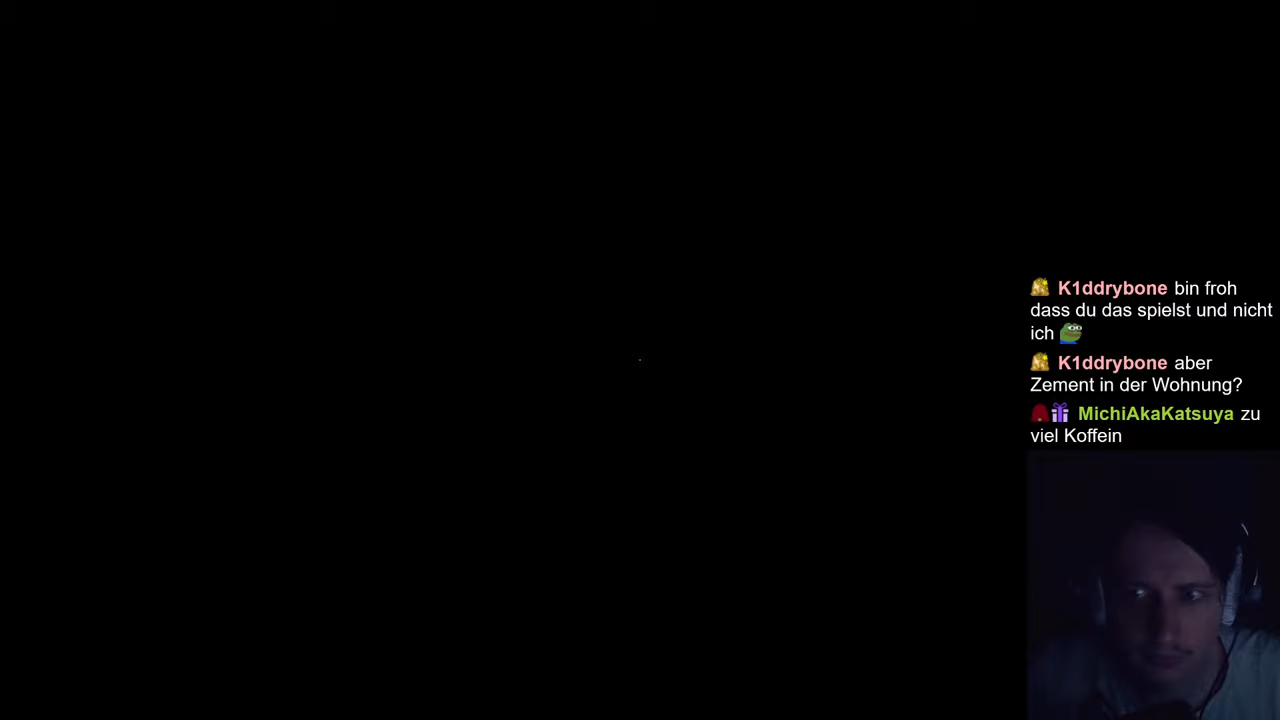 K1ddrybone bin froh
dass du das spielst und nicht
ich
K1ddrybone aber
Zement in der Wohnung?
MichiAkaKatsuya zu
viel Koffein